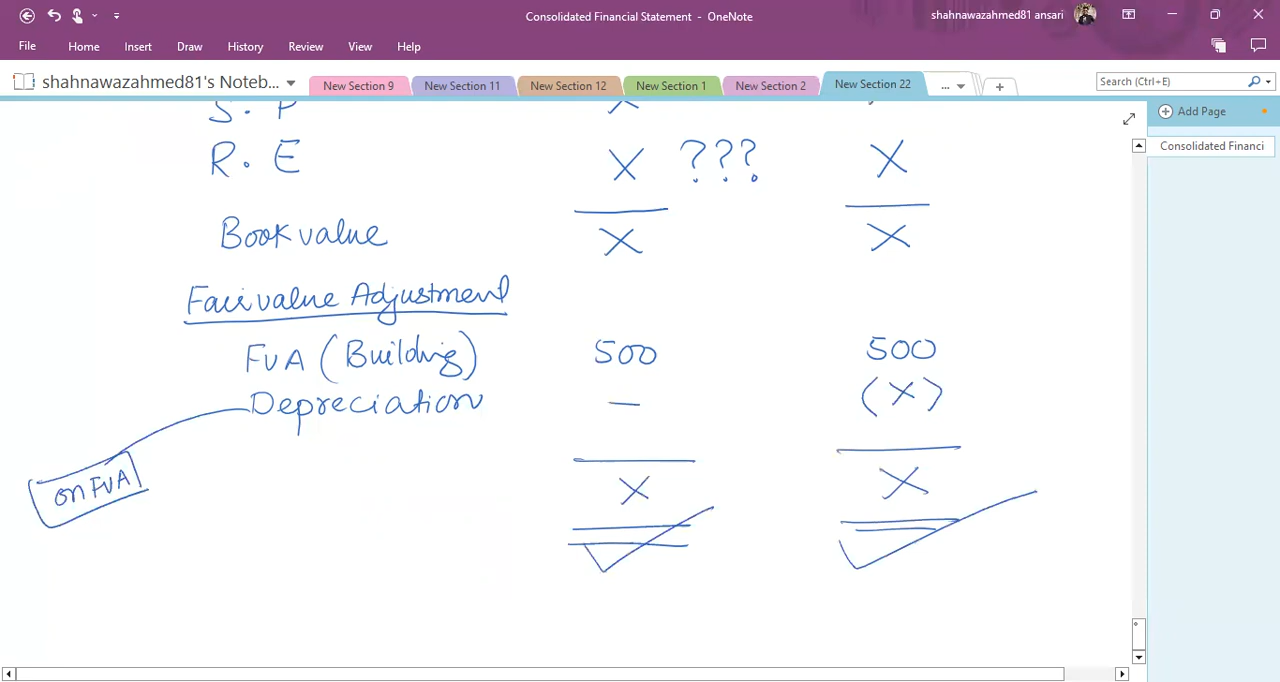 Consolidated Financial Statement - OneNote
shahnawazahmed81 ansari
File Home Insert Draw History Review View Help
shahnawazahmed81's Noteb... New Section 9 New Section 11 New Section 12 New Section 1 New Section 2 New Section 22 ... + Search (Ctrl+E)
Add Page
Consolidated Financi
S. P X
R. E X ??? X
Book value X X
Fair value Adjustment
FVA (Building) 500 500
Depreciation — (X)
on FVA
X X